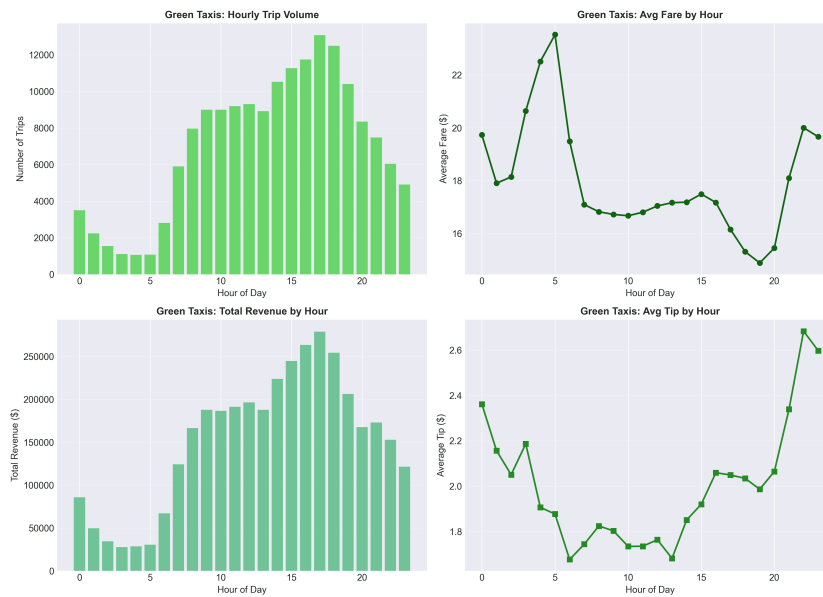 Green Taxis: Hourly Trip Volume
Number of Trips
12000
10000
8000
6000
4000
2000
0
0 5 10 15 20
Hour of Day
Green Taxis: Avg Fare by Hour
Average Fare ($)
22
20
18
16
0 5 10 15 20
Hour of Day
Green Taxis: Total Revenue by Hour
Total Revenue ($)
250000
200000
150000
100000
50000
0
0 5 10 15 20
Hour of Day
Green Taxis: Avg Tip by Hour
Average Tip ($)
2.6
2.4
2.2
2.0
1.8
0 5 10 15 20
Hour of Day